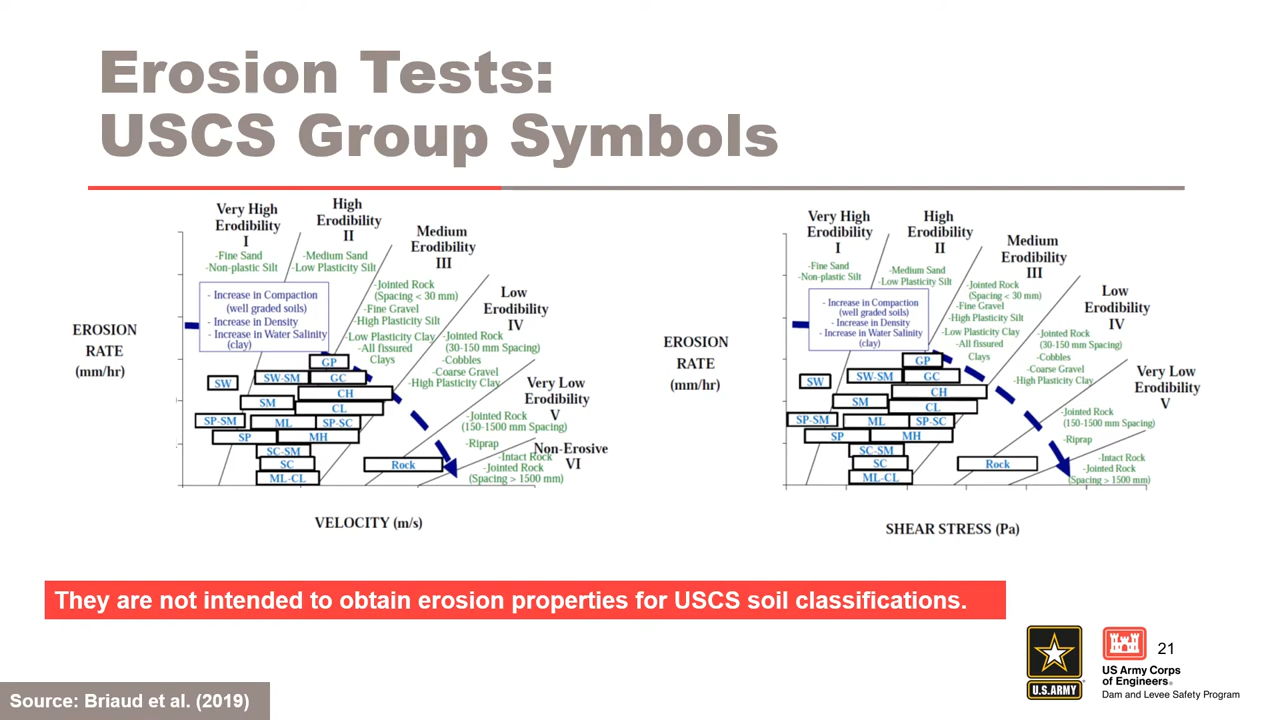 Erosion Tests:
USCS Group Symbols
Very High
Erodibility
I
-Fine Sand
-Non-plastic Silt
High
Erodibility
II
-Medium Sand
-Low Plasticity Silt
Medium
Erodibility
III
-Jointed Rock
(Spacing < 30 mm)
-Fine Gravel
-High Plasticity Silt
-Low Plasticity Clay
-All fissured
Clays
Low
Erodibility
IV
-Jointed Rock
(30-150 mm Spacing)
-Cobbles
-Coarse Gravel
-High Plasticity Clay
Very Low
Erodibility
V
-Jointed Rock
(150-1500 mm Spacing)
-Riprap
Non-Erosive
VI
-Intact Rock
-Jointed Rock
(Spacing > 1500 mm)
- Increase in Compaction
(well graded soils)
- Increase in Density
- Increase in Water Salinity
(clay)
EROSION
RATE
(mm/hr)
GP
SW
SW-SM
GC
CH
SM
CL
SP-SM
ML
SP-SC
SP
MH
SC-SM
SC
Rock
ML-CL
VELOCITY (m/s)
Very High
Erodibility
I
-Fine Sand
-Non-plastic Silt
High
Erodibility
II
-Medium Sand
-Low Plasticity Silt
Medium
Erodibility
III
-Jointed Rock
(Spacing < 30 mm)
-Fine Gravel
-High Plasticity Silt
-Low Plasticity Clay
-All fissured
Clays
Low
Erodibility
IV
-Jointed Rock
(30-150 mm Spacing)
-Cobbles
-Coarse Gravel
-High Plasticity Clay
Very Low
Erodibility
V
-Jointed Rock
(150-1500 mm Spacing)
-Riprap
-Intact Rock
-Jointed Rock
(Spacing > 1500 mm)
- Increase in Compaction
(well graded soils)
- Increase in Density
- Increase in Water Salinity
(clay)
EROSION
RATE
(mm/hr)
GP
SW
SW-SM
GC
CH
SM
CL
SP-SM
ML
SP-SC
SP
MH
SC-SM
SC
Rock
ML-CL
SHEAR STRESS (Pa)
They are not intended to obtain erosion properties for USCS soil classifications.
U.S.ARMY
21
US Army Corps
of Engineers®
Dam and Levee Safety Program
Source: Briaud et al. (2019)